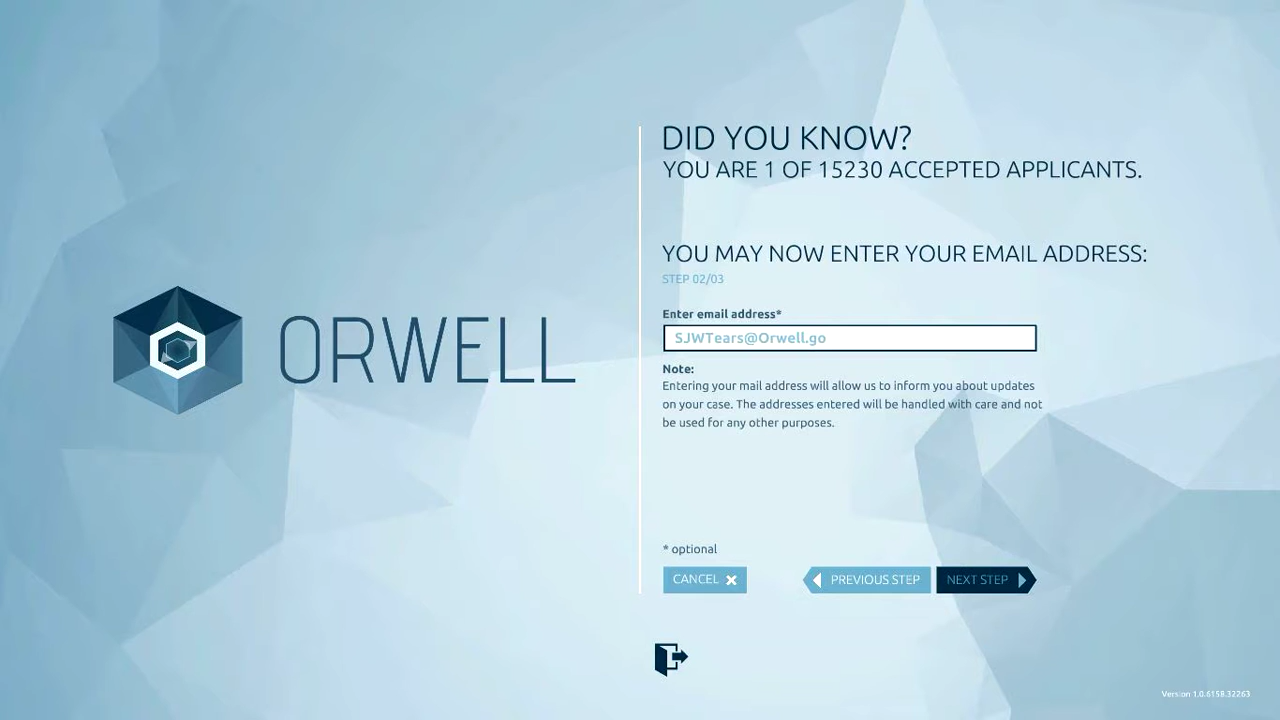 DID YOU KNOW?
YOU ARE 1 OF 15230 ACCEPTED APPLICANTS.
YOU MAY NOW ENTER YOUR EMAIL ADDRESS:
STEP 02/03
Enter email address*
SJWTears@Orwell.go
Note:
Entering your mail address will allow us to inform you about updates
on your case. The addresses entered will be handled with care and not
be used for any other purposes.
ORWELL
* optional
CANCEL
PREVIOUS STEP
NEXT STEP
Version 1.0.6158.32263